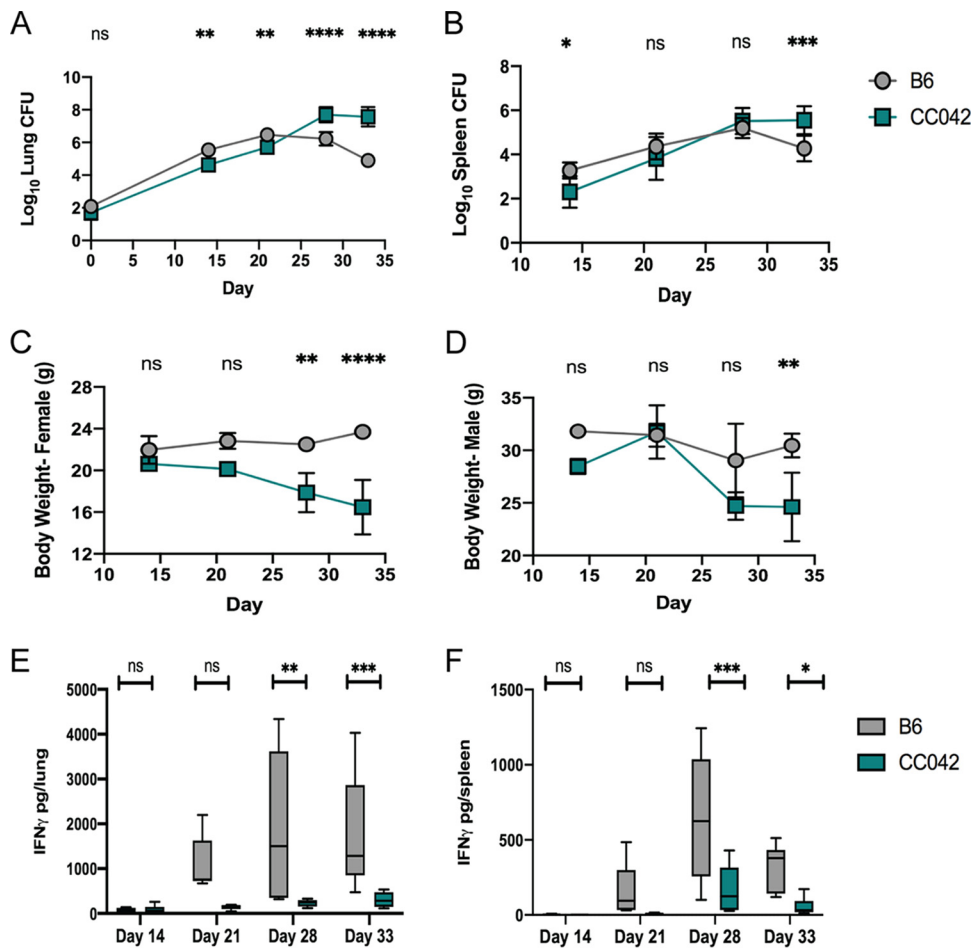 A
ns ** ** **** ****
Log10 Lung CFU
10
8
6
4
2
0
0 5 10 15 20 25 30 35
Day
B
* ns ns ***
Log10 Spleen CFU
8
6
4
2
0
10 15 20 25 30 35
Day
B6
CC042
C
ns ns ** ****
Body Weight- Female (g)
28
24
20
16
12
10 15 20 25 30 35
Day
D
ns ns ns **
Body Weight- Male (g)
35
30
25
20
10 15 20 25 30 35
Day
E
ns ns ** ***
IFNγ pg/lung
5000
4000
3000
2000
1000
0
Day 14 Day 21 Day 28 Day 33
F
ns ns *** *
IFNγ pg/spleen
1500
1000
500
0
Day 14 Day 21 Day 28 Day 33
B6
CC042